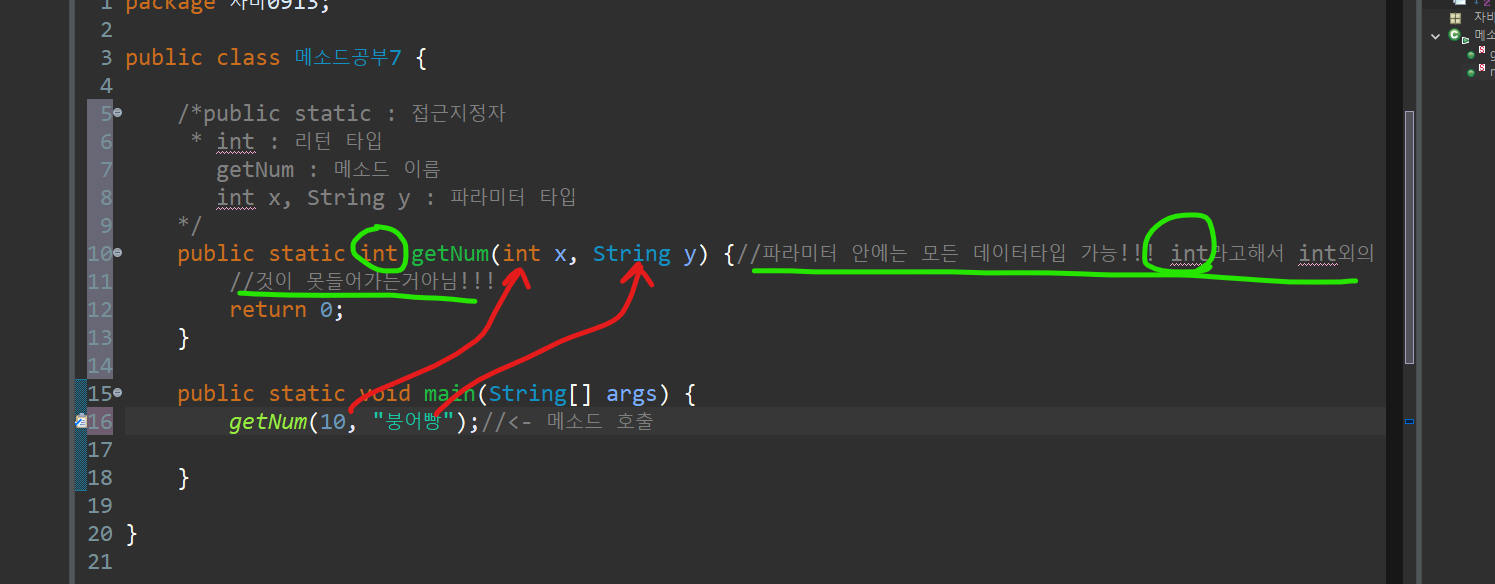 1 package 자바0913;
2
3 public class 메소드공부7 {
4
5 /*public static : 접근지정자
6 * int : 리턴 타입
7 getNum : 메소드 이름
8 int x, String y : 파라미터 타입
9 */
10 public static int getNum(int x, String y) {//파라미터 안에는 모든 데이터타입 가능!!! int라고해서 int외의
11 //것이 못들어가는거아님!!!
12 return 0;
13 }
14
15 public static void main(String[] args) {
16 getNum(10, "붕어빵");//<- 메소드 호출
17
18 }
19
20 }
21